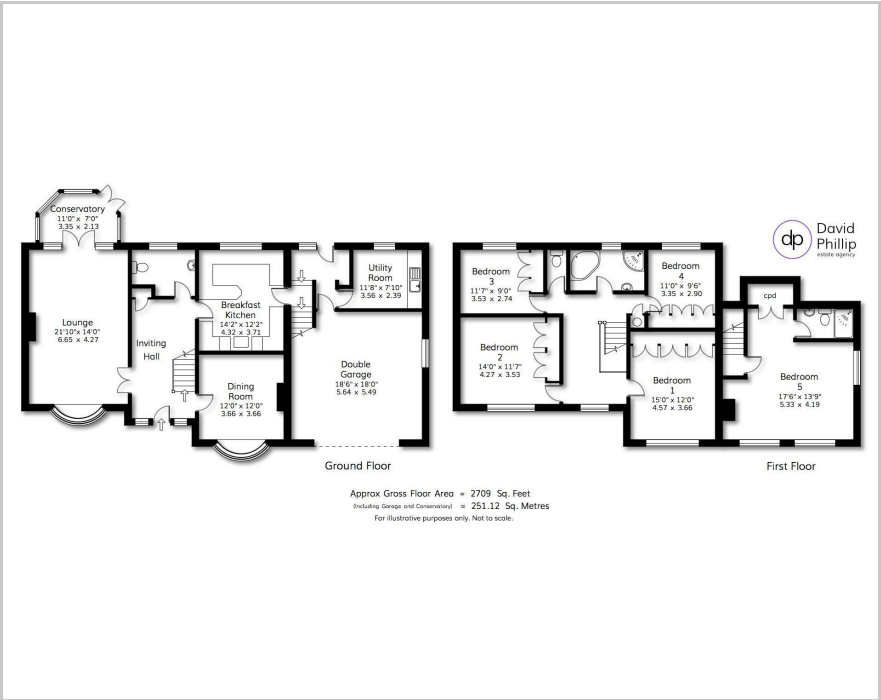 Conservatory
11'0" x 7'0"
3.35 x 2.13
Lounge
21'10"x 14'0"
6.65 x 4.27
Inviting
Hall
Breakfast
Kitchen
14'2" x 12'2"
4.32 x 3.71
Dining
Room
12'0" x 12'0"
3.66 x 3.66
Utility
Room
11'8" x 7'10"
3.56 x 2.39
Double
Garage
18'6" x 18'0"
5.64 x 5.49
Ground Floor
Bedroom
3
11'7" x 9'0"
3.53 x 2.74
Bedroom
2
14'0" x 11'7"
4.27 x 3.53
Bedroom
4
11'0" x 9'6"
3.35 x 2.90
Bedroom
1
15'0" x 12'0"
4.57 x 3.66
cpd
Bedroom
5
17'6" x 13'9"
5.33 x 4.19
First Floor
dp
David
Phillip
estate agency
Approx Gross Floor Area = 2709 Sq. Feet
(Including Garage and Conservatory) = 251.12 Sq. Metres
For illustrative purposes only. Not to scale.